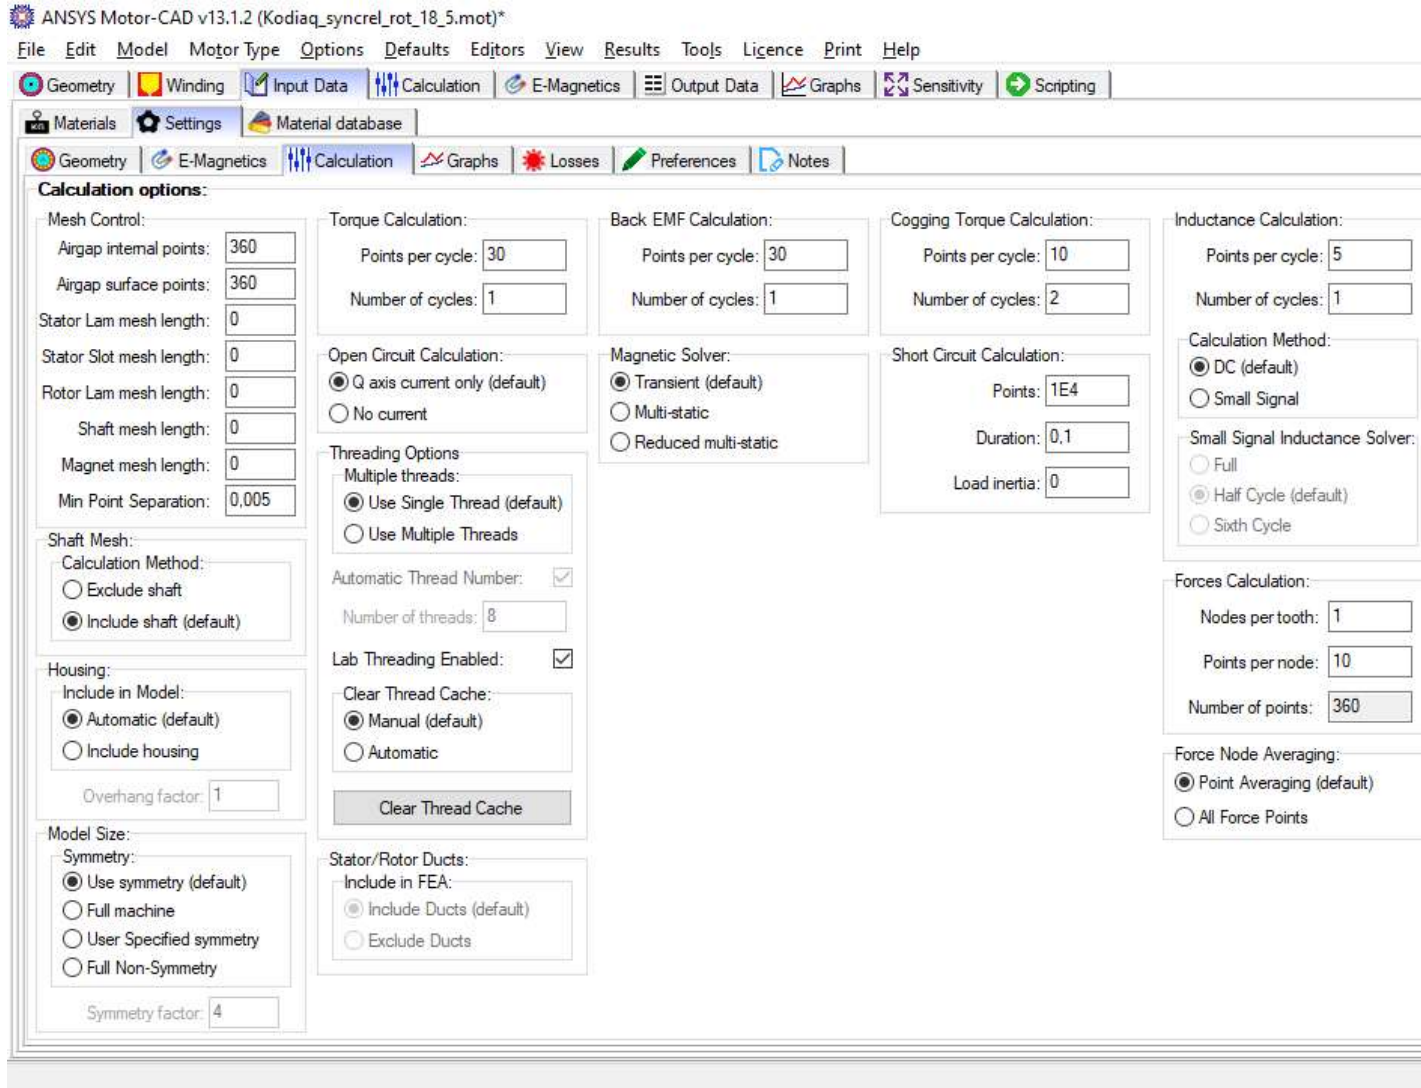 ANSYS Motor-CAD v13.1.2 (Kodiaq_syncrel_rot_18_5.mot)*
File Edit Model Motor Type Options Defaults Editors View Results Tools Licence Print Help
Geometry Winding Input Data Calculation E-Magnetics Output Data Graphs Sensitivity Scripting
Materials Settings Material database
Geometry E-Magnetics Calculation Graphs Losses Preferences Notes
Calculation options:
Mesh Control:
Airgap internal points: 360
Airgap surface points: 360
Stator Lam mesh length: 0
Stator Slot mesh length: 0
Rotor Lam mesh length: 0
Shaft mesh length: 0
Magnet mesh length: 0
Min Point Separation: 0,005
Shaft Mesh:
Calculation Method:
Exclude shaft
Include shaft (default)
Housing:
Include in Model:
Automatic (default)
Include housing
Overhang factor: 1
Model Size:
Symmetry:
Use symmetry (default)
Full machine
User Specified symmetry
Full Non-Symmetry
Symmetry factor: 4
Torque Calculation:
Points per cycle: 30
Number of cycles: 1
Open Circuit Calculation:
Q axis current only (default)
No current
Threading Options
Multiple threads:
Use Single Thread (default)
Use Multiple Threads
Automatic Thread Number:
Number of threads: 8
Lab Threading Enabled:
Clear Thread Cache:
Manual (default)
Automatic
Clear Thread Cache
Stator/Rotor Ducts:
Include in FEA:
Include Ducts (default)
Exclude Ducts
Back EMF Calculation:
Points per cycle: 30
Number of cycles: 1
Magnetic Solver:
Transient (default)
Multi-static
Reduced multi-static
Cogging Torque Calculation:
Points per cycle: 10
Number of cycles: 2
Short Circuit Calculation:
Points: 1E4
Duration: 0,1
Load inertia: 0
Inductance Calculation:
Points per cycle: 5
Number of cycles: 1
Calculation Method:
DC (default)
Small Signal
Small Signal Inductance Solver:
Full
Half Cycle (default)
Sixth Cycle
Forces Calculation:
Nodes per tooth: 1
Points per node: 10
Number of points: 360
Force Node Averaging:
Point Averaging (default)
All Force Points